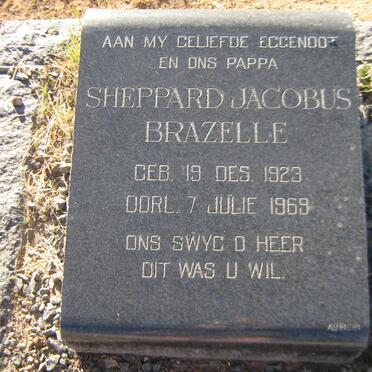 AAN MY GELIEFDE EGGENOOT
EN ONS PAPPA
SHEPPARD JACOBUS
BRAZELLE
GEB. 19 DES. 1923
OORL. 7 JULIE 1969
ONS SWYG O HEER
DIT WAS U WIL.